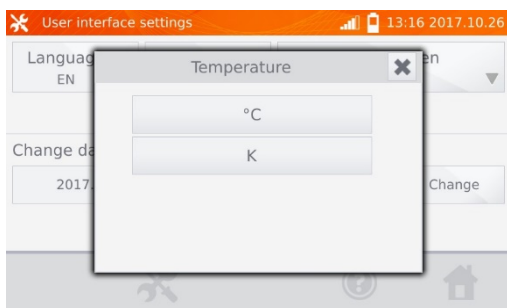 User interface settings 13:16 2017.10.26
Languag en
EN
Temperature
°C
K
Change da
2017. Change